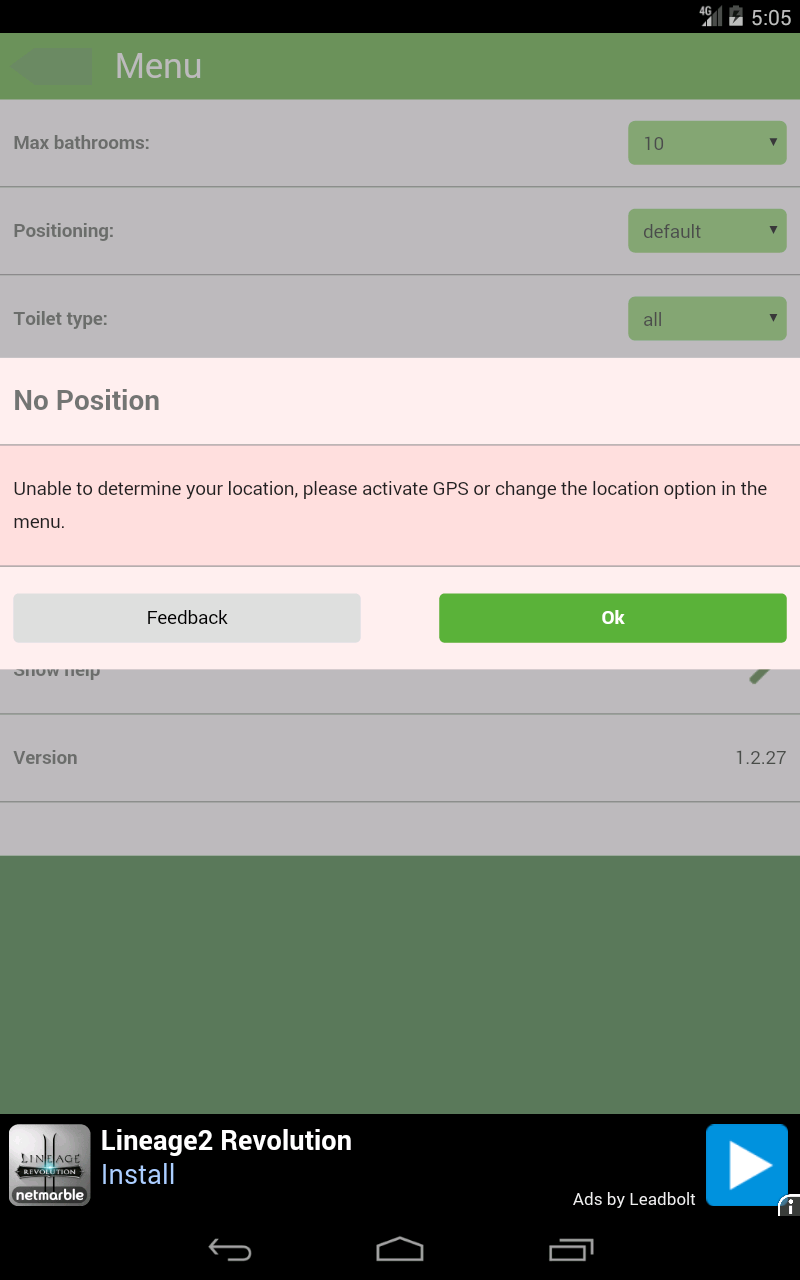 4G 5:05
Menu
Max bathrooms: 10
Positioning: default
Toilet type: all
No Position
Unable to determine your location, please activate GPS or change the location option in the
menu.
Feedback Ok
Show help
Version 1.2.27
Lineage2 Revolution
Install
LINEAGE
REVOLUTION
netmarble
Ads by Leadbolt
i